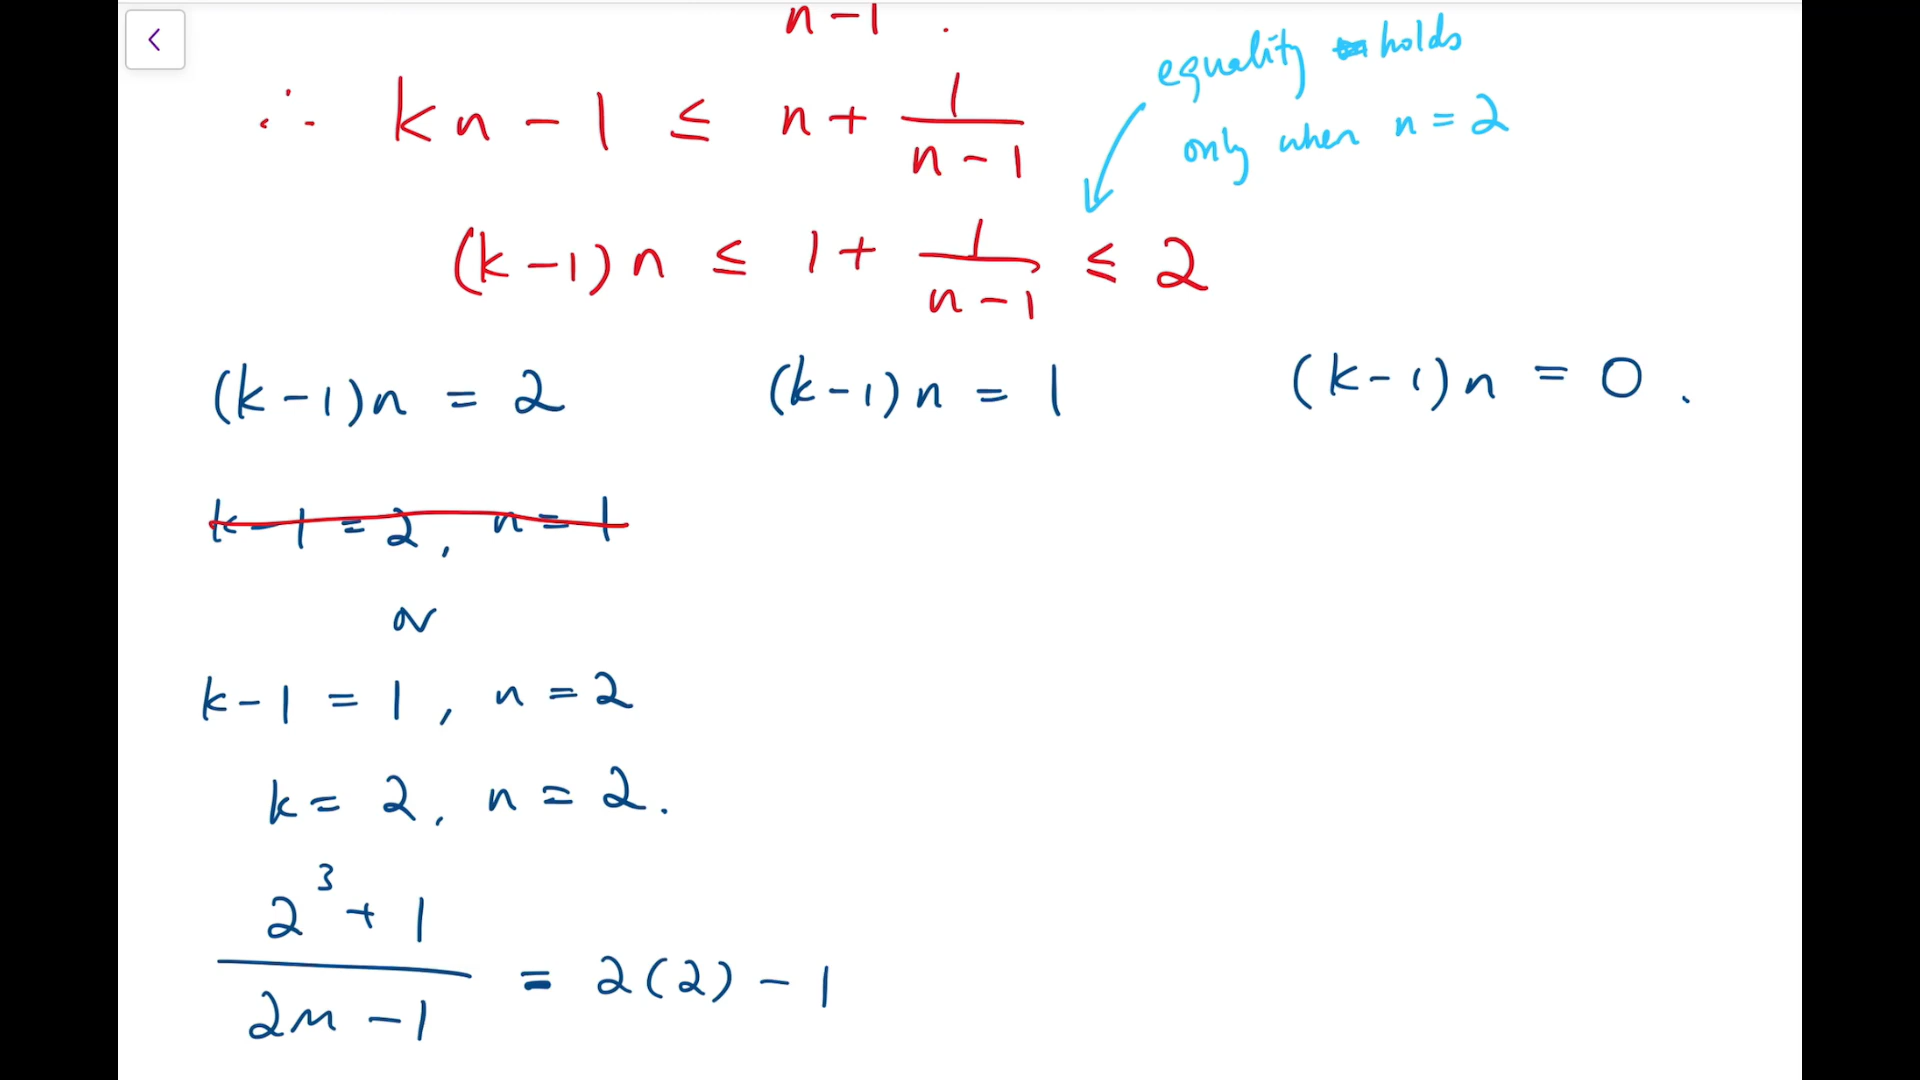 n - 1 .
equality holds
only when n = 2
∴ kn - 1 ≤ n + 1/(n - 1)
(k - 1)n ≤ 1 + 1/(n - 1) ≤ 2
(k - 1)n = 2 (k - 1)n = 1 (k - 1)n = 0 .
k - 1 = 2, n = 1
or
k - 1 = 1, n = 2
k = 2, n = 2.
(2³ + 1)/(2m - 1) = 2(2) - 1